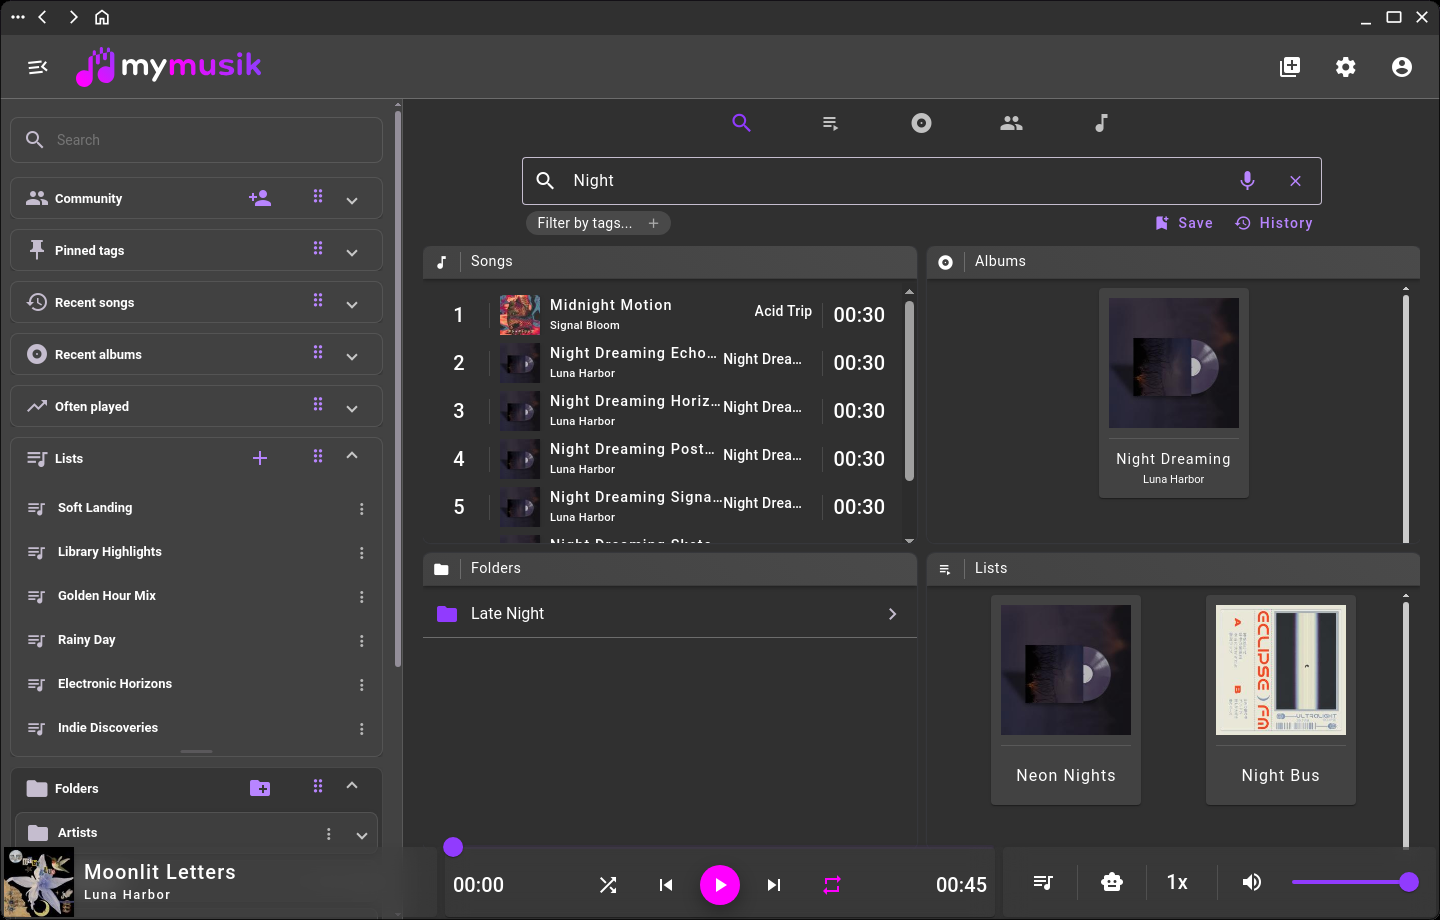 mymusik
Search
Community
Pinned tags
Recent songs
Recent albums
Often played
Lists
Soft Landing
Library Highlights
Golden Hour Mix
Rainy Day
Electronic Horizons
Indie Discoveries
Folders
Artists
Night
Filter by tags...
Save
History
Songs
1 Midnight Motion Acid Trip 00:30
Signal Bloom
2 Night Dreaming Echo... Night Drea... 00:30
Luna Harbor
3 Night Dreaming Horiz... Night Drea... 00:30
Luna Harbor
4 Night Dreaming Post... Night Drea... 00:30
Luna Harbor
5 Night Dreaming Signa... Night Drea... 00:30
Luna Harbor
Albums
Night Dreaming
Luna Harbor
Folders
Late Night
Lists
Neon Nights
A
B
ECLIPSE FM
ULTRALIGHT
Night Bus
Moonlit Letters
Luna Harbor
00:00
00:45
1x